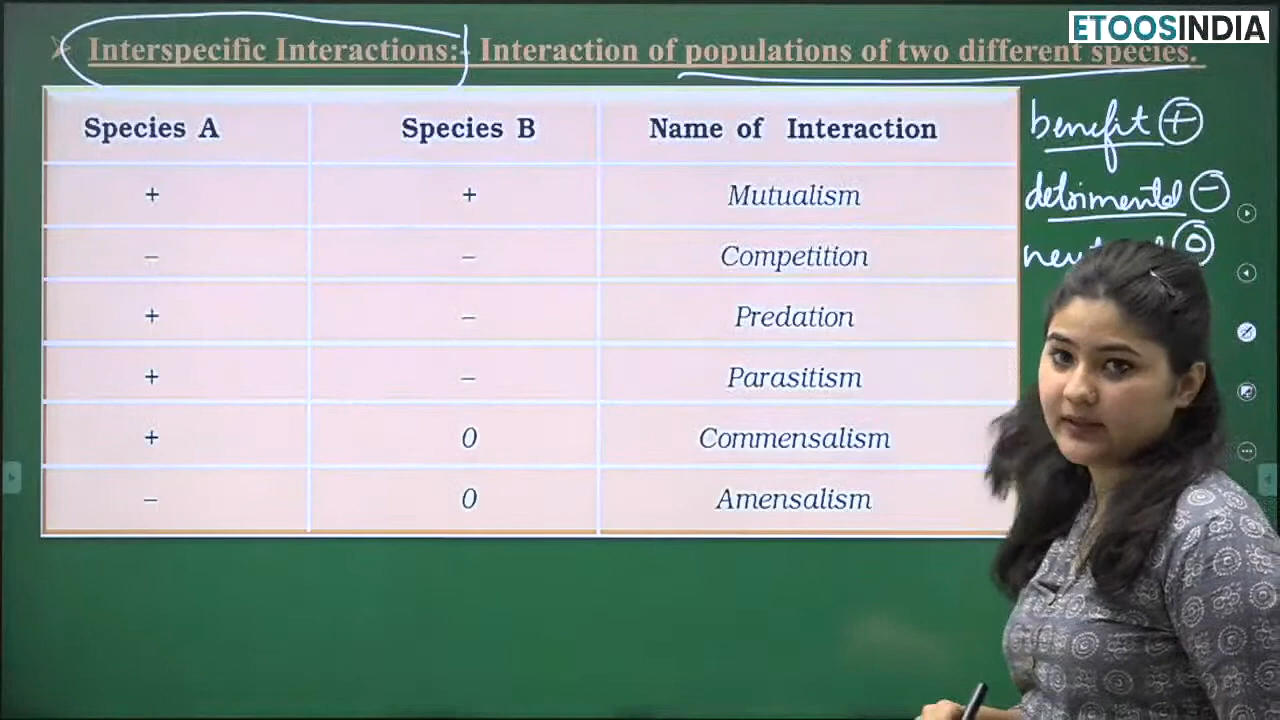 ETOOSINDIA
Interspecific Interactions:- Interaction of populations of two different species.
Species A Species B Name of Interaction
+ + Mutualism
– – Competition
+ – Predation
+ – Parasitism
+ 0 Commensalism
– 0 Amensalism
benefit +
detrimental –
0